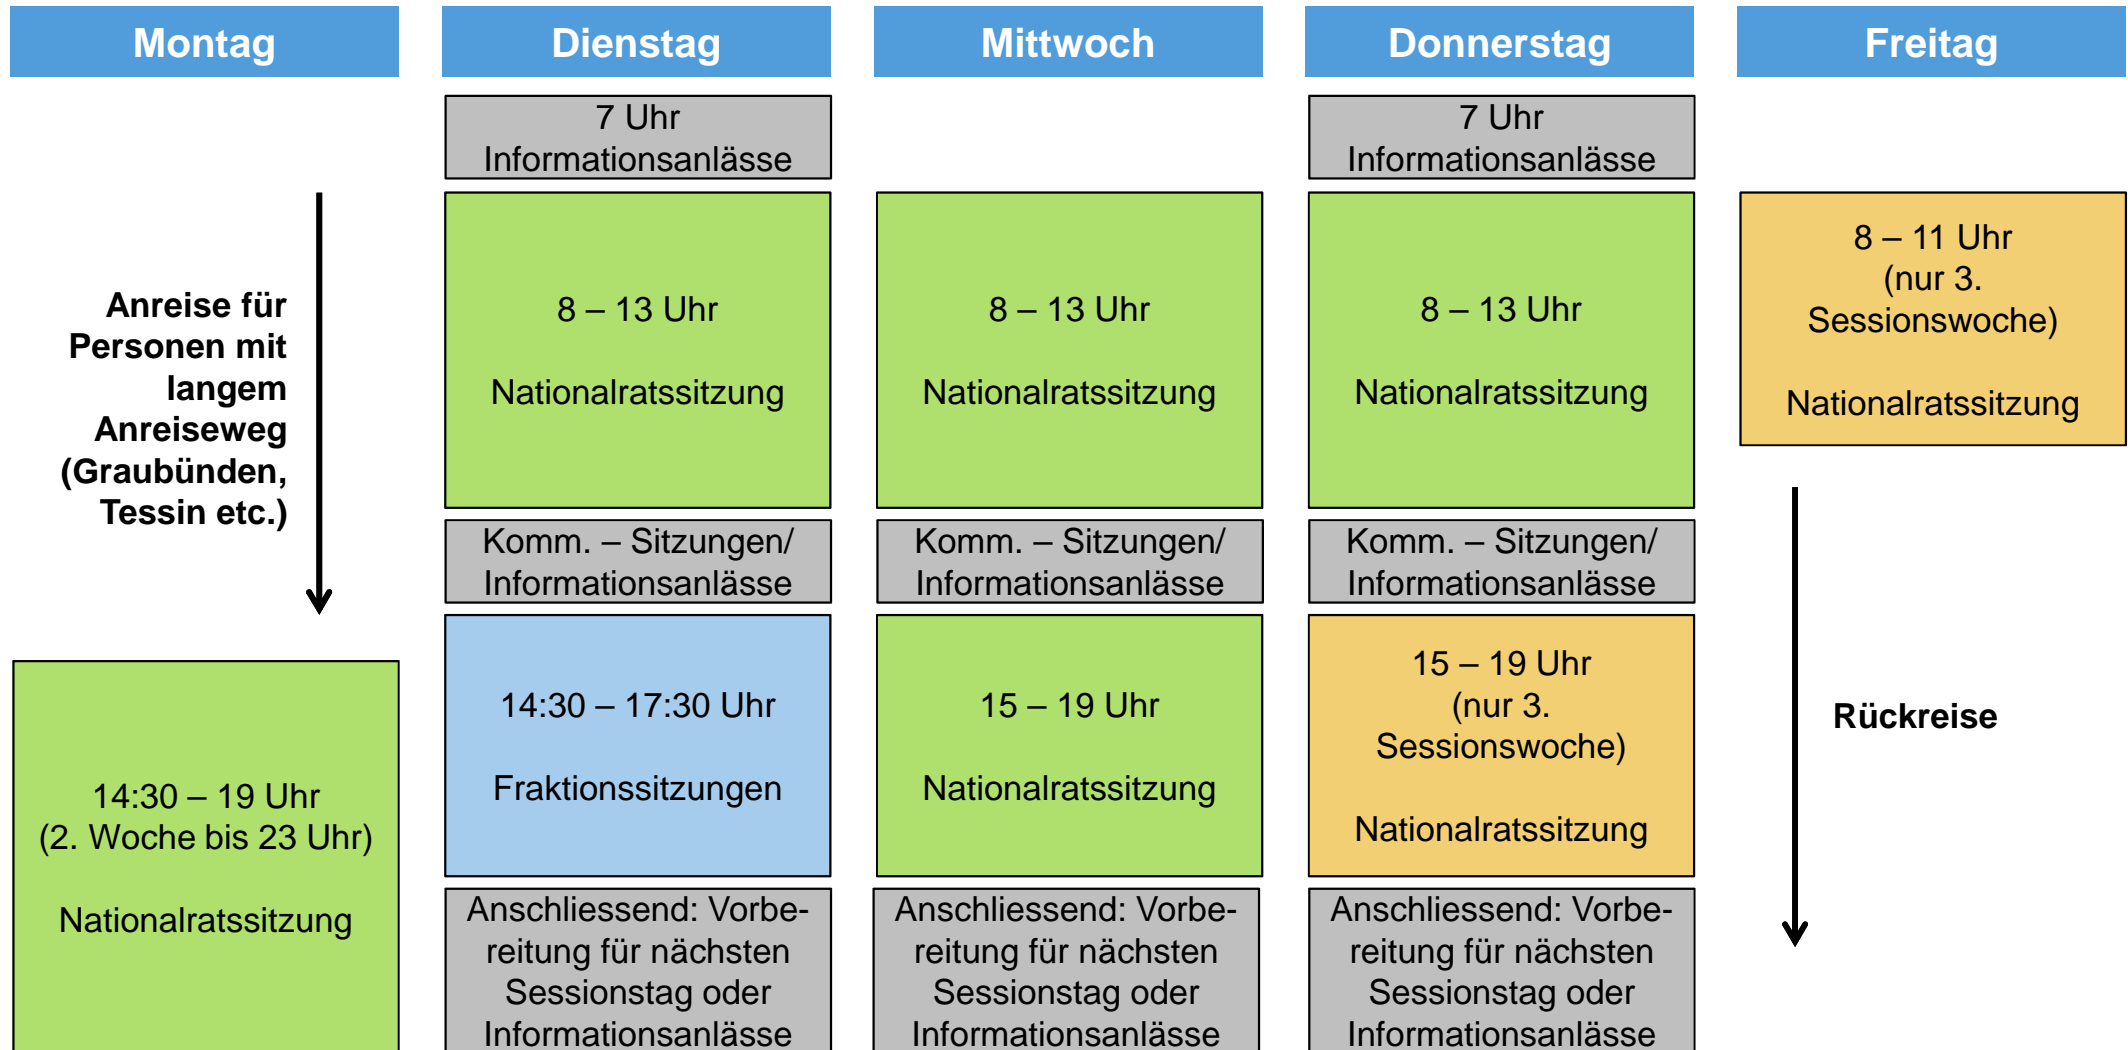 Montag
Dienstag
Mittwoch
Donnerstag
Freitag
Anreise für
Personen mit
langem
Anreiseweg
(Graubünden,
Tessin etc.)
14:30 – 19 Uhr
(2. Woche bis 23 Uhr)
Nationalratssitzung
7 Uhr
Informationsanlässe
8 – 13 Uhr
Nationalratssitzung
Komm. – Sitzungen/
Informationsanlässe
14:30 – 17:30 Uhr
Fraktionssitzungen
Anschliessend: Vorbe-
reitung für nächsten
Sessionstag oder
Informationsanlässe
8 – 13 Uhr
Nationalratssitzung
Komm. – Sitzungen/
Informationsanlässe
15 – 19 Uhr
Nationalratssitzung
Anschliessend: Vorbe-
reitung für nächsten
Sessionstag oder
Informationsanlässe
7 Uhr
Informationsanlässe
8 – 13 Uhr
Nationalratssitzung
Komm. – Sitzungen/
Informationsanlässe
15 – 19 Uhr
(nur 3.
Sessionswoche)
Nationalratssitzung
Anschliessend: Vorbe-
reitung für nächsten
Sessionstag oder
Informationsanlässe
8 – 11 Uhr
(nur 3.
Sessionswoche)
Nationalratssitzung
Rückreise